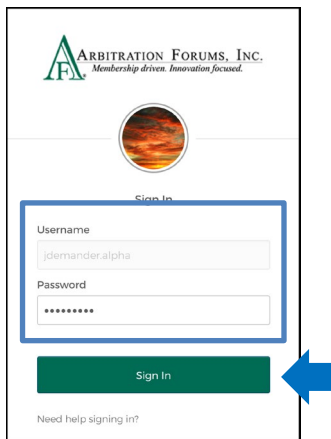 ARBITRATION FORUMS, INC.
Membership driven. Innovation focused.
AF
Sign In
Username
jdemander.alpha
Password
•••••••••
Sign In
Need help signing in?